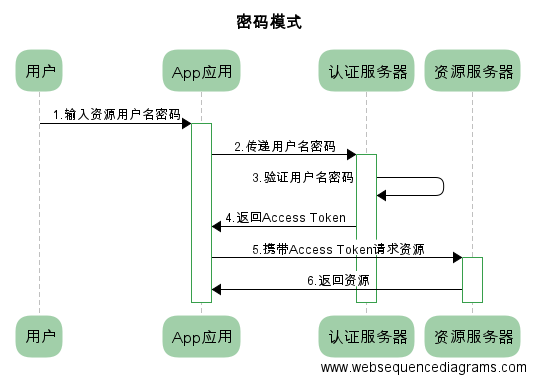 密码模式
用户
App应用
认证服务器
资源服务器
1.输入资源用户名密码
2.传递用户名密码
3.验证用户名密码
4.返回Access Token
5.携带Access Token请求资源
6.返回资源
用户
App应用
认证服务器
资源服务器
www.websequencediagrams.com